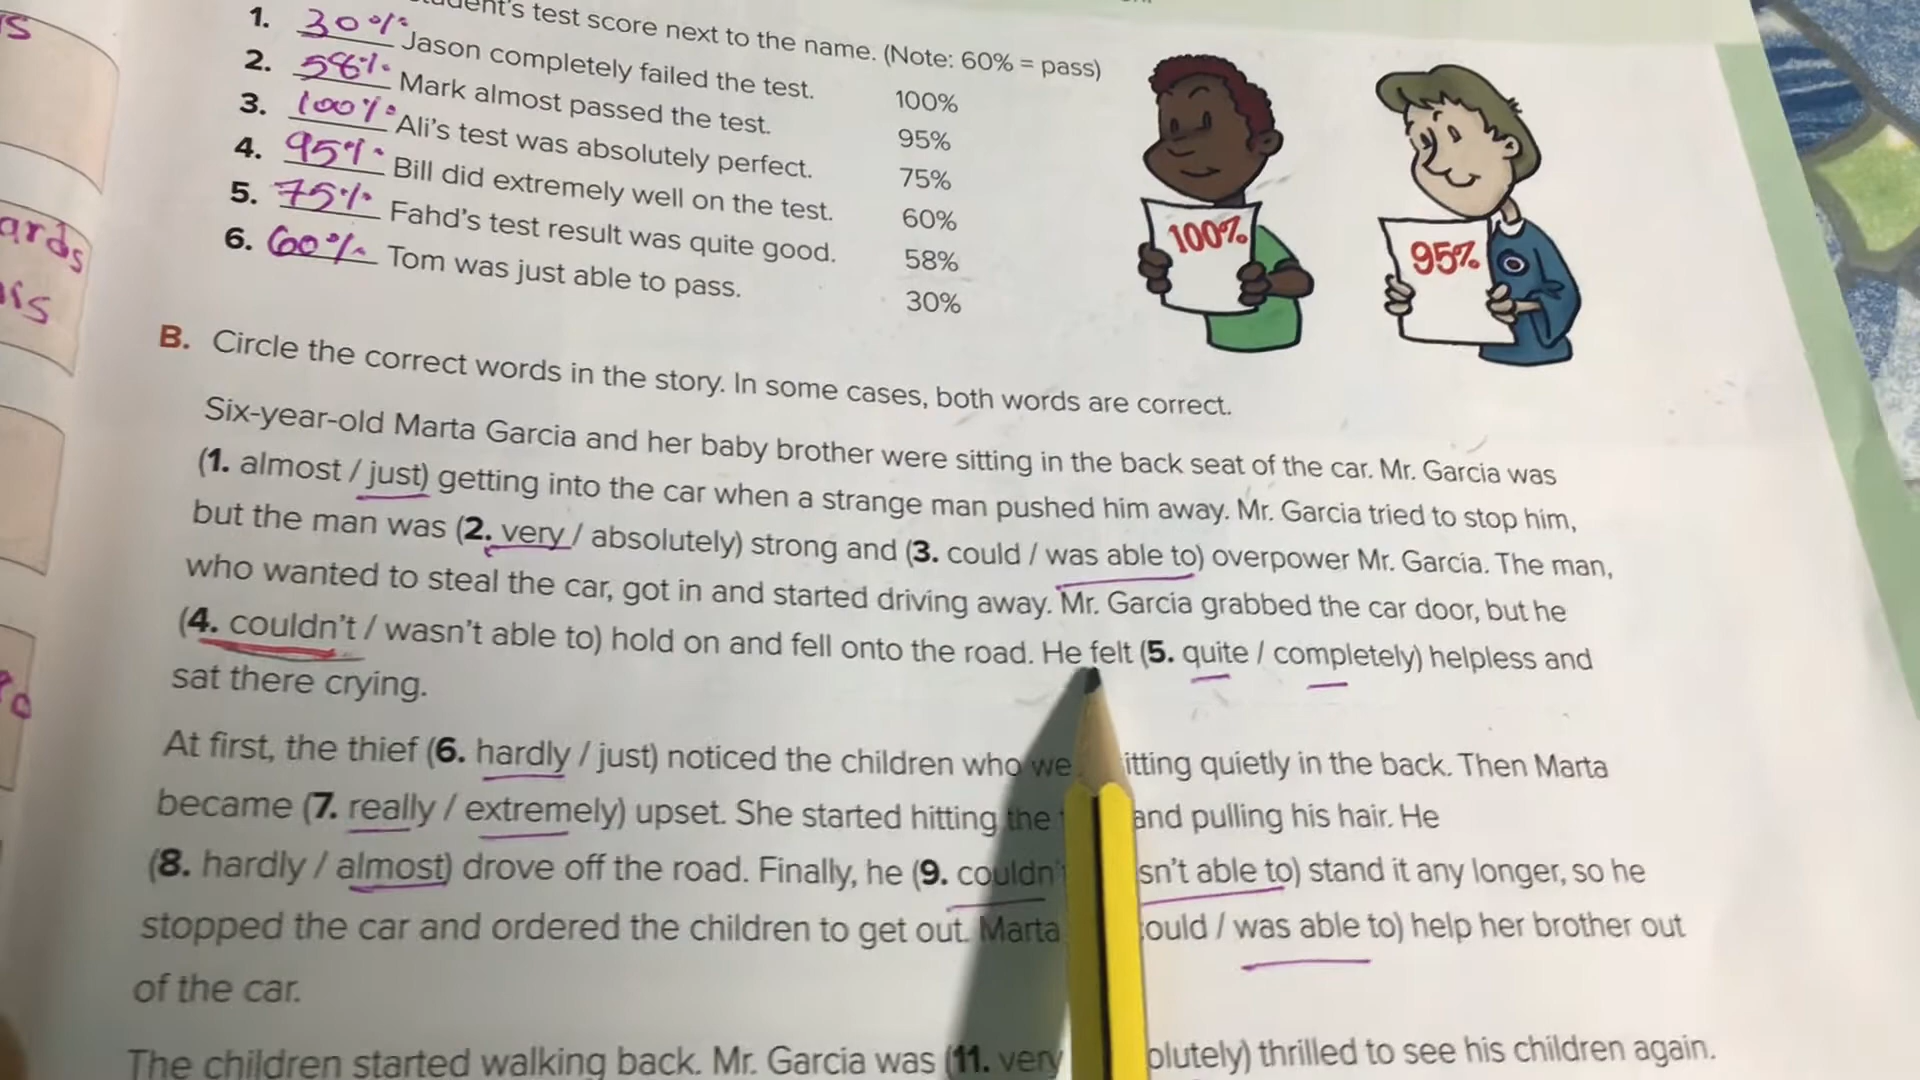 student's test score next to the name. (Note: 60% = pass)
1. 30% Jason completely failed the test.
2. 58% Mark almost passed the test.
3. 100% Ali's test was absolutely perfect.
4. 95% Bill did extremely well on the test.
5. 75% Fahd's test result was quite good.
6. 60% Tom was just able to pass.
100%
95%
75%
60%
58%
30%
100%
95%
B. Circle the correct words in the story. In some cases, both words are correct.
Six-year-old Marta Garcia and her baby brother were sitting in the back seat of the car. Mr. Garcia was
(1. almost / just) getting into the car when a strange man pushed him away. Mr. Garcia tried to stop him,
but the man was (2. very / absolutely) strong and (3. could / was able to) overpower Mr. Garcia. The man,
who wanted to steal the car, got in and started driving away. Mr. Garcia grabbed the car door, but he
(4. couldn't / wasn't able to) hold on and fell onto the road. He felt (5. quite / completely) helpless and
sat there crying.
At first, the thief (6. hardly / just) noticed the children who we itting quietly in the back. Then Marta
became (7. really / extremely) upset. She started hitting the and pulling his hair. He
(8. hardly / almost) drove off the road. Finally, he (9. couldn' sn't able to) stand it any longer, so he
stopped the car and ordered the children to get out. Marta ould / was able to) help her brother out
of the car.
The children started walking back. Mr. Garcia was (11. very olutely) thrilled to see his children again.